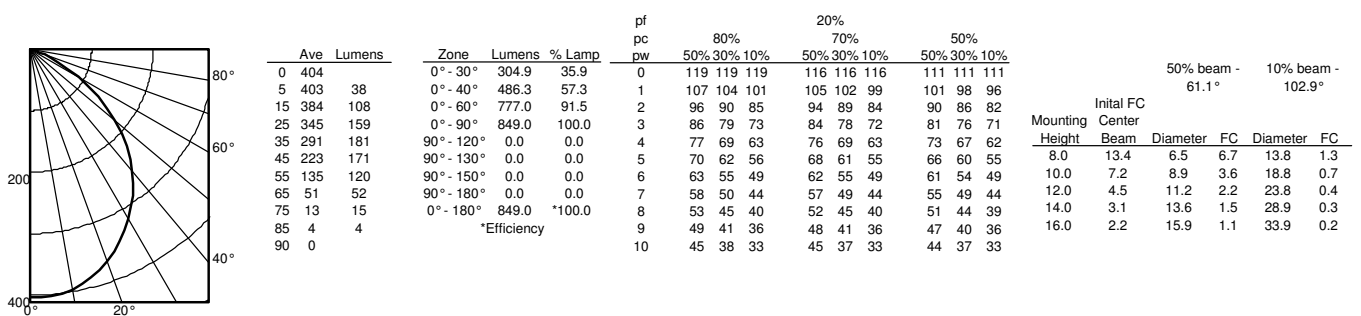 80°
60°
40°
200
400
0° 20°
Ave Lumens
0 404
5 403 38
15 384 108
25 345 159
35 291 181
45 223 171
55 135 120
65 51 52
75 13 15
85 4 4
90 0
Zone Lumens % Lamp
0°- 30° 304.9 35.9
0°- 40° 486.3 57.3
0°- 60° 777.0 91.5
0°- 90° 849.0 100.0
90°- 120° 0.0 0.0
90°- 130° 0.0 0.0
90°- 150° 0.0 0.0
90°- 180° 0.0 0.0
0°- 180° 849.0 *100.0
*Efficiency
pf 20%
pc 80% 70% 50%
pw 50% 30% 10% 50% 30% 10% 50% 30% 10%
0 119 119 119 116 116 116 111 111 111
1 107 104 101 105 102 99 101 98 96
2 96 90 85 94 89 84 90 86 82
3 86 79 73 84 78 72 81 76 71
4 77 69 63 76 69 63 73 67 62
5 70 62 56 68 61 55 66 60 55
6 63 55 49 62 55 49 61 54 49
7 58 50 44 57 49 44 55 49 44
8 53 45 40 52 45 40 51 44 39
9 49 41 36 48 41 36 47 40 36
10 45 38 33 45 37 33 44 37 33
50% beam - 10% beam -
61.1° 102.9°
Inital FC
Mounting Center
Height Beam Diameter FC Diameter FC
8.0 13.4 6.5 6.7 13.8 1.3
10.0 7.2 8.9 3.6 18.8 0.7
12.0 4.5 11.2 2.2 23.8 0.4
14.0 3.1 13.6 1.5 28.9 0.3
16.0 2.2 15.9 1.1 33.9 0.2